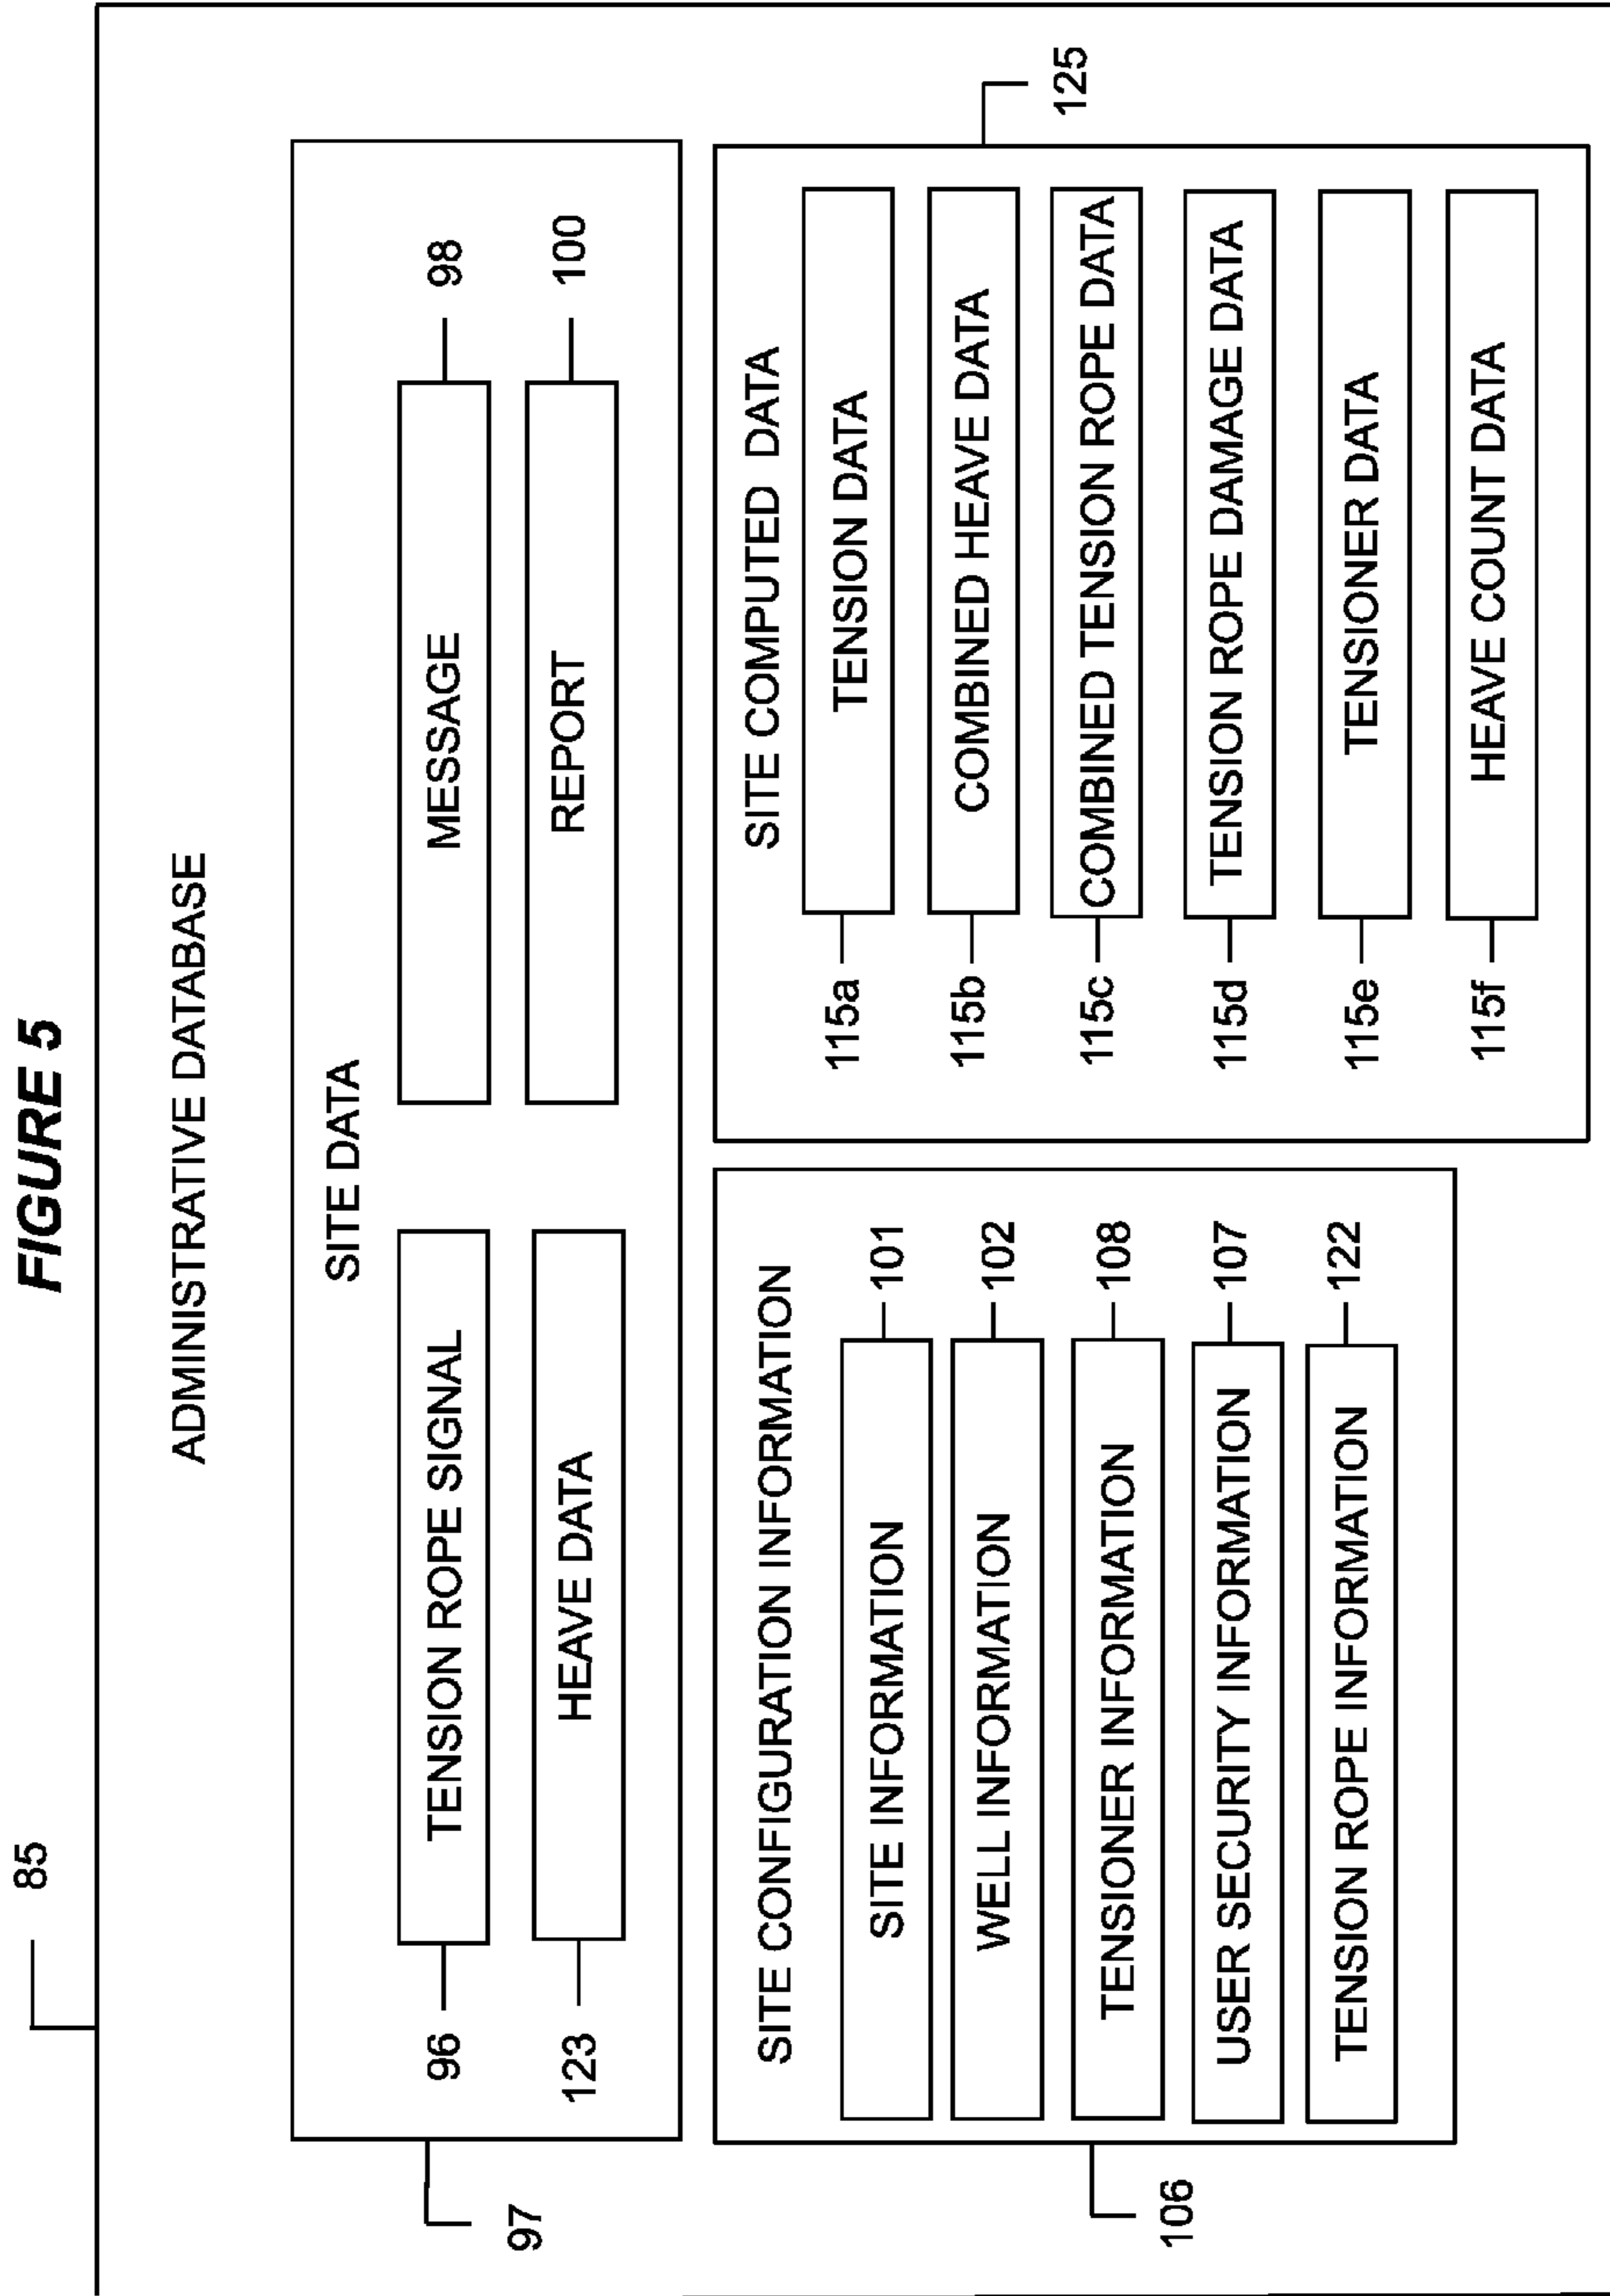 FIGURE 5
85
ADMINISTRATIVE DATABASE
SITE DATA
97
96
TENSION ROPE SIGNAL
MESSAGE
98
123
HEAVE DATA
REPORT
100
SITE CONFIGURATION INFORMATION
106
SITE INFORMATION
101
WELL INFORMATION
102
TENSIONER INFORMATION
108
USER SECURITY INFORMATION
107
TENSION ROPE INFORMATION
122
SITE COMPUTED DATA
125
115a
TENSION DATA
115b
COMBINED HEAVE DATA
115c
COMBINED TENSION ROPE DATA
115d
TENSION ROPE DAMAGE DATA
115e
TENSIONER DATA
115f
HEAVE COUNT DATA